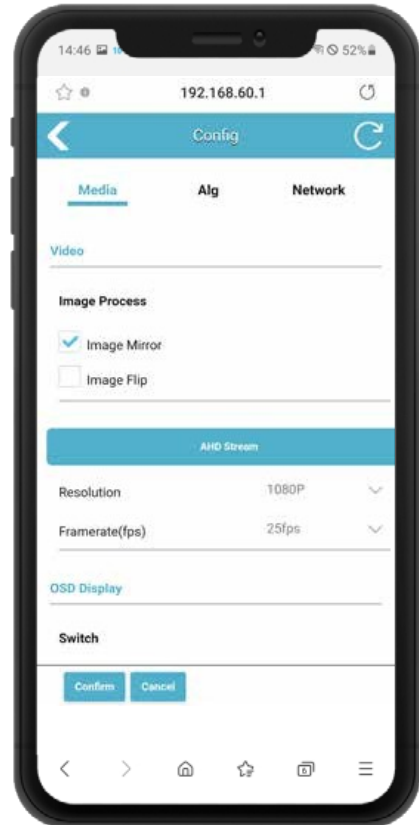 14:46 52%
192.168.60.1
Config
Media Alg Network
Video
Image Process
Image Mirror
Image Flip
AHD Stream
Resolution 1080P
Framerate(fps) 25fps
OSD Display
Switch
Confirm Cancel
6